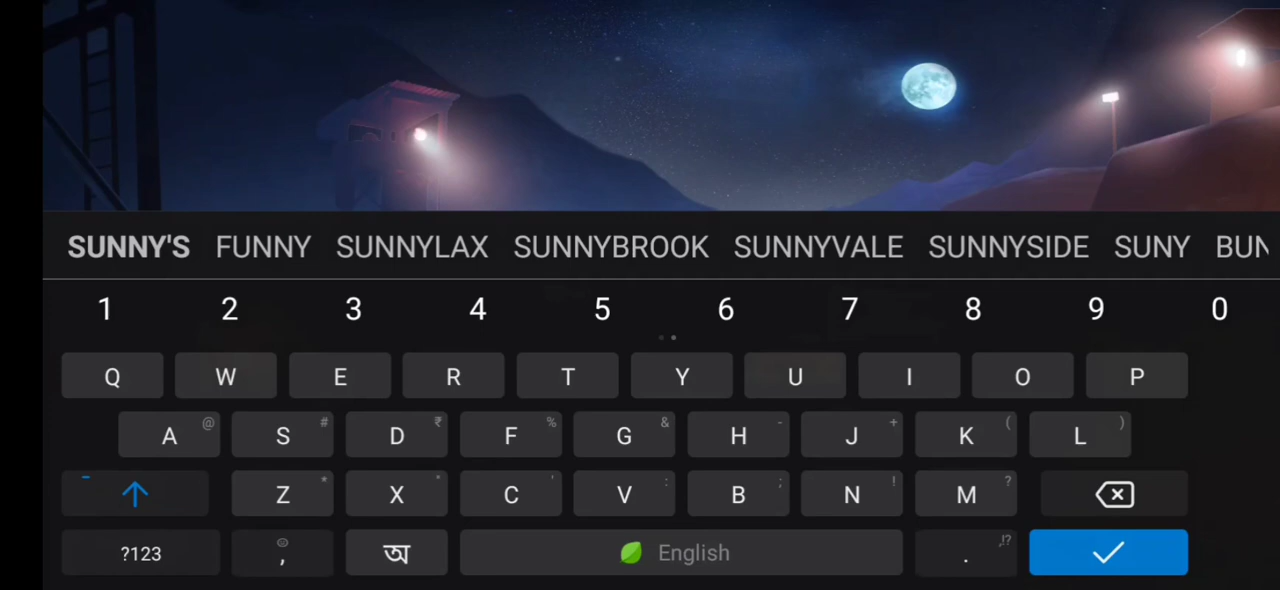 SUNNY'S FUNNY SUNNYLAX SUNNYBROOK SUNNYVALE SUNNYSIDE SUNY BUN
1 2 3 4 5 6 7 8 9 0
Q W E R T Y U I O P
A @ S # D ₹ F % G & H - J + K ( L )
Z * X " C ' V : B ; N ! M ?
?123 , অ English . ,!?